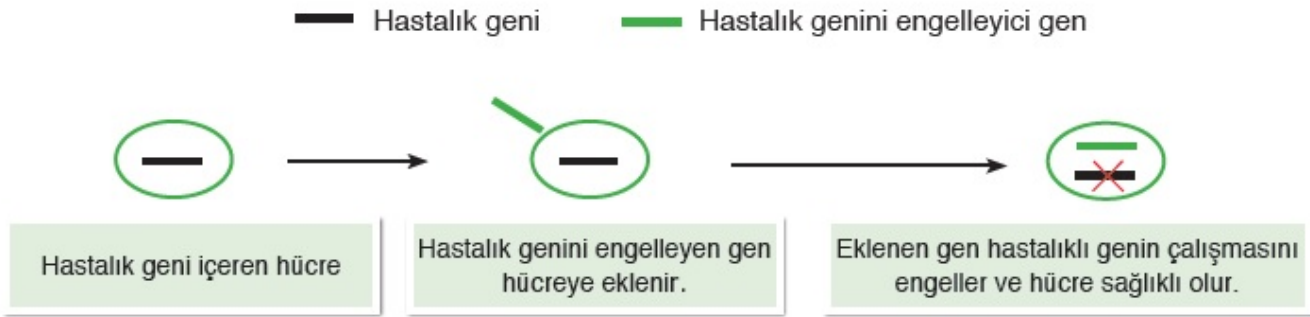 Hastalık geni
Hastalık genini engelleyici gen
Hastalık geni içeren hücre
Hastalık genini engelleyen gen
hücreye eklenir.
Eklenen gen hastalıklı genin çalışmasını
engeller ve hücre sağlıklı olur.